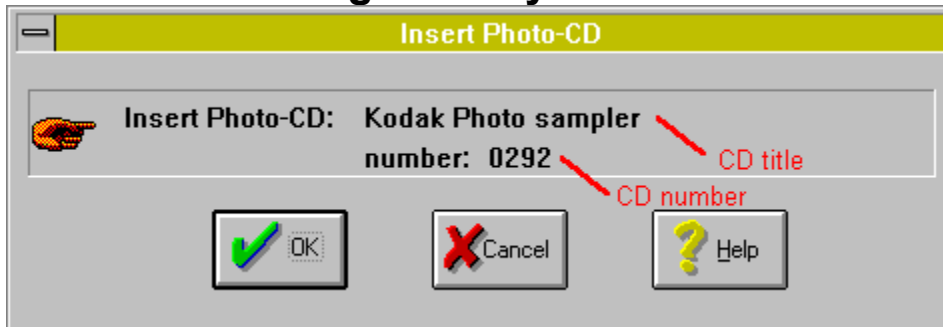 Insert Photo-CD
Insert Photo-CD: Kodak Photo sampler
number: 0292
CD title
CD number
OK
Cancel
Help